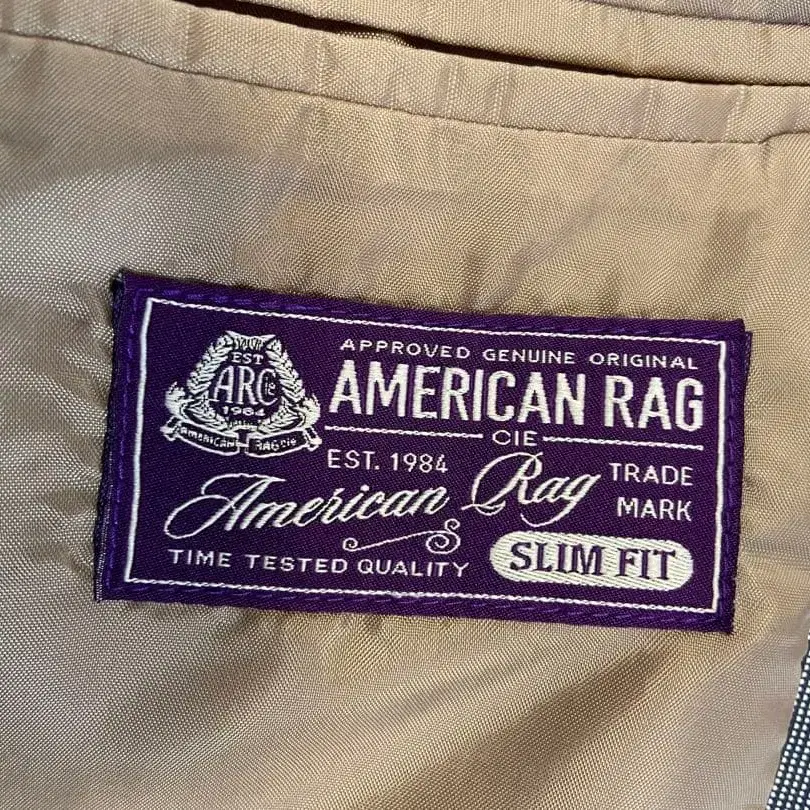 EST
ARCie
1984
AMERICAN RAG Cie
APPROVED GENUINE ORIGINAL
AMERICAN RAG
CIE
EST. 1984
American Rag
TRADE
MARK
TIME TESTED QUALITY
SLIM FIT